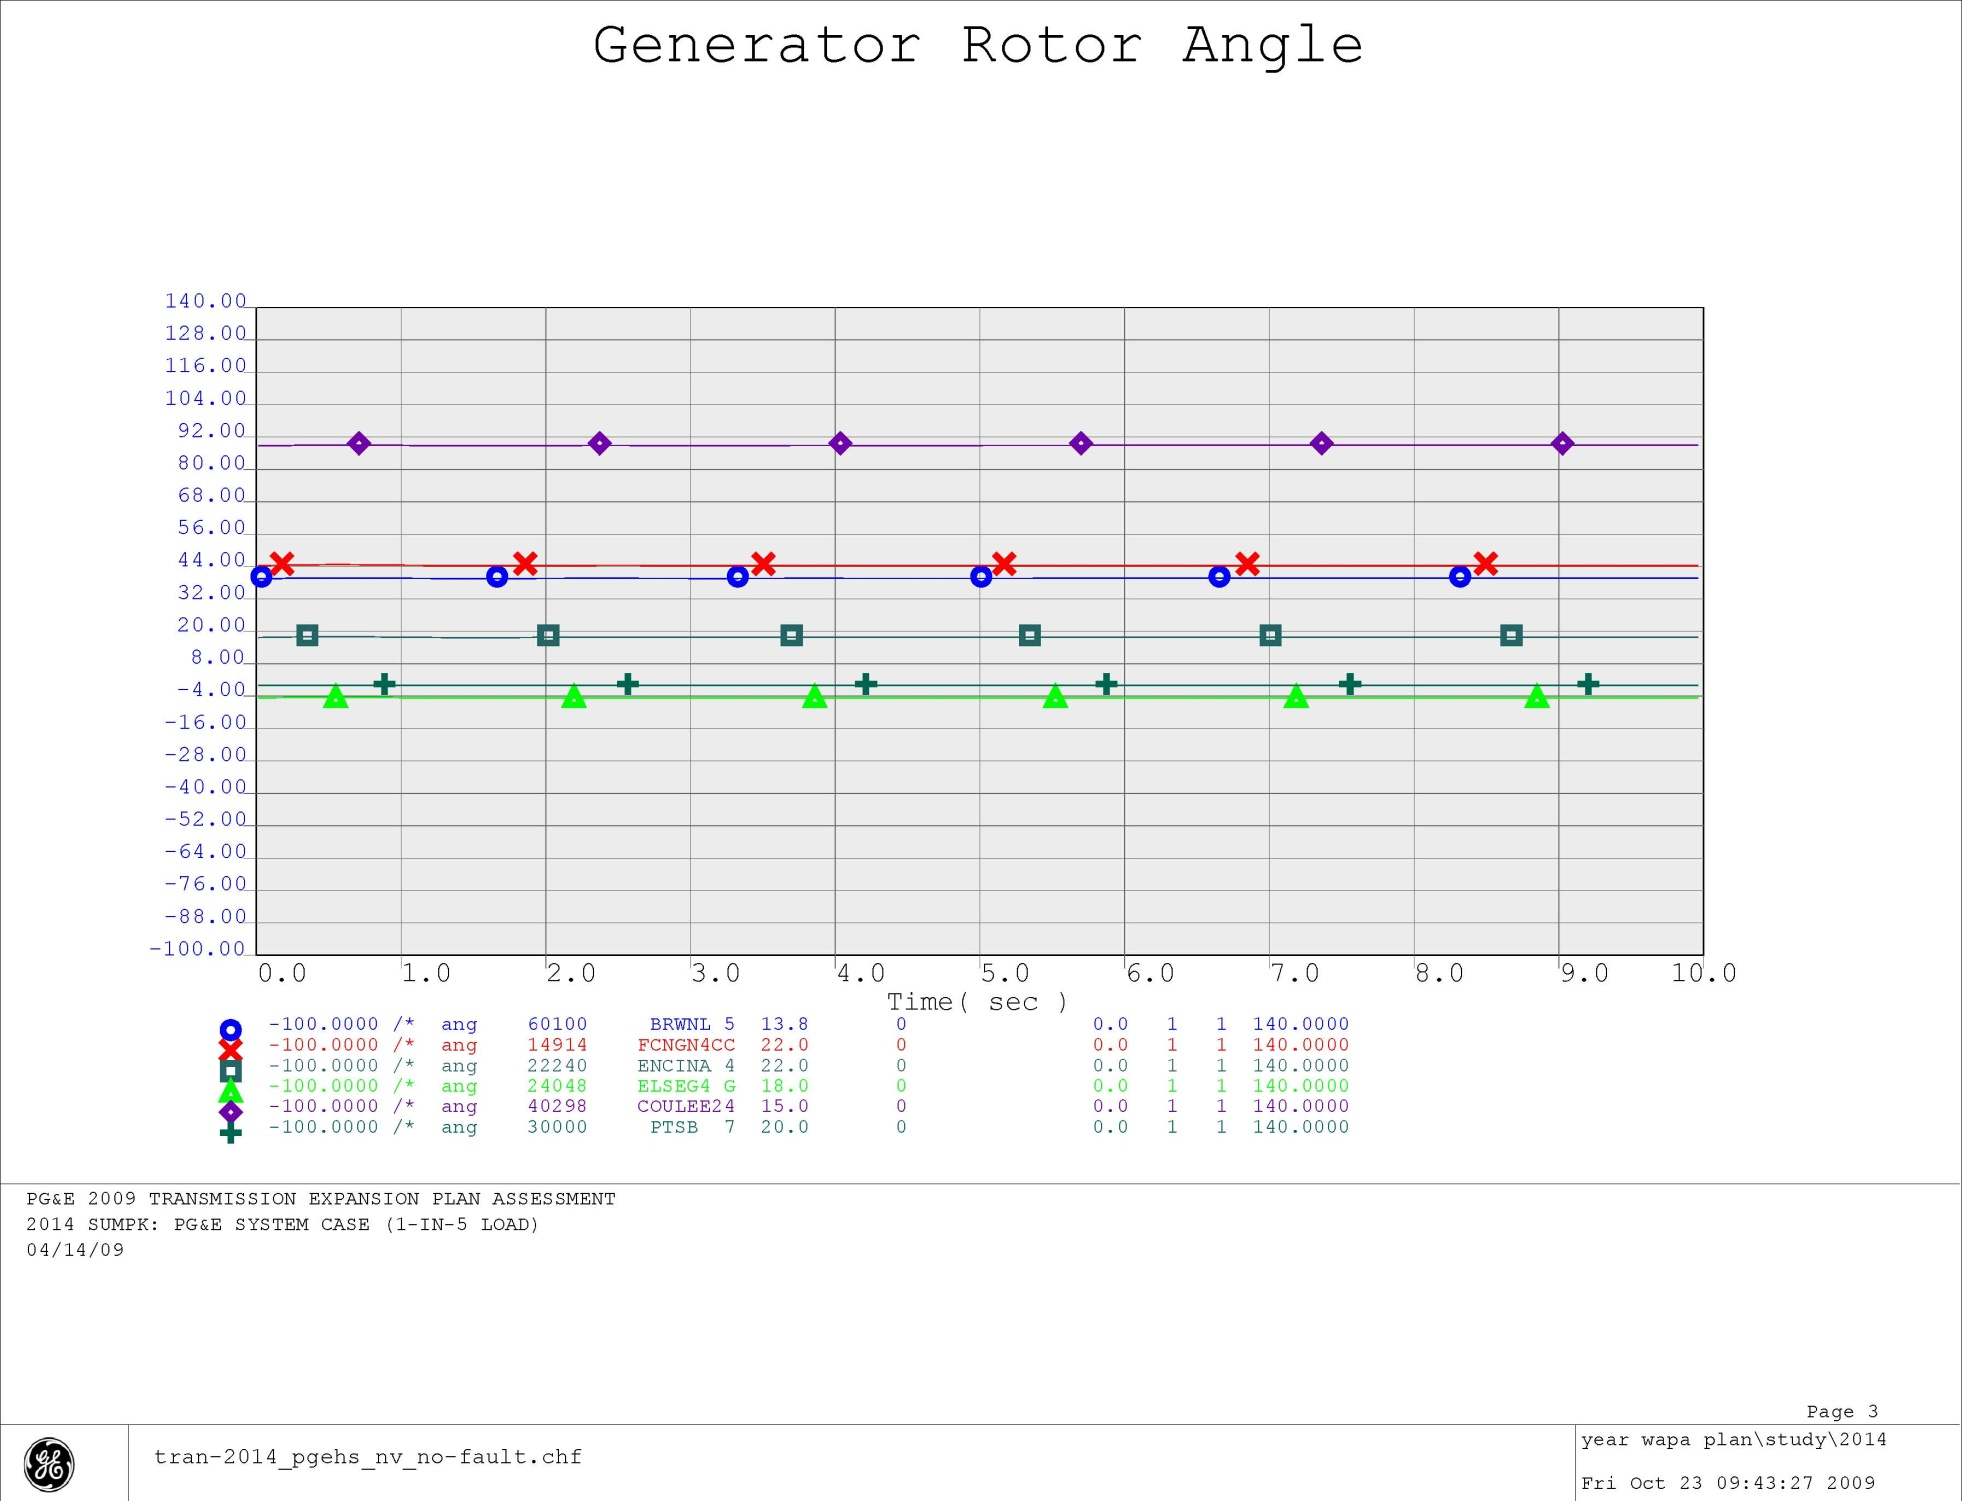 Generator Rotor Angle
140.00
128.00
116.00
104.00
92.00
80.00
68.00
56.00
44.00
32.00
20.00
8.00
-4.00
-16.00
-28.00
-40.00
-52.00
-64.00
-76.00
-88.00
-100.00
0.0 1.0 2.0 3.0 4.0 5.0 6.0 7.0 8.0 9.0 10.0
Time( sec )
-100.0000 /* ang 60100 BRWNL 5 13.8 0 0.0 1 1 140.0000
-100.0000 /* ang 14914 FCNGN4CC 22.0 0 0.0 1 1 140.0000
-100.0000 /* ang 22240 ENCINA 4 22.0 0 0.0 1 1 140.0000
-100.0000 /* ang 24048 ELSEG4 G 18.0 0 0.0 1 1 140.0000
-100.0000 /* ang 40298 COULEE24 15.0 0 0.0 1 1 140.0000
-100.0000 /* ang 30000 PTSB 7 20.0 0 0.0 1 1 140.0000
PG&E 2009 TRANSMISSION EXPANSION PLAN ASSESSMENT
2014 SUMPK: PG&E SYSTEM CASE (1-IN-5 LOAD)
04/14/09
Page 3
GE
tran-2014_pgehs_nv_no-fault.chf
year wapa plan\study\2014
Fri Oct 23 09:43:27 2009